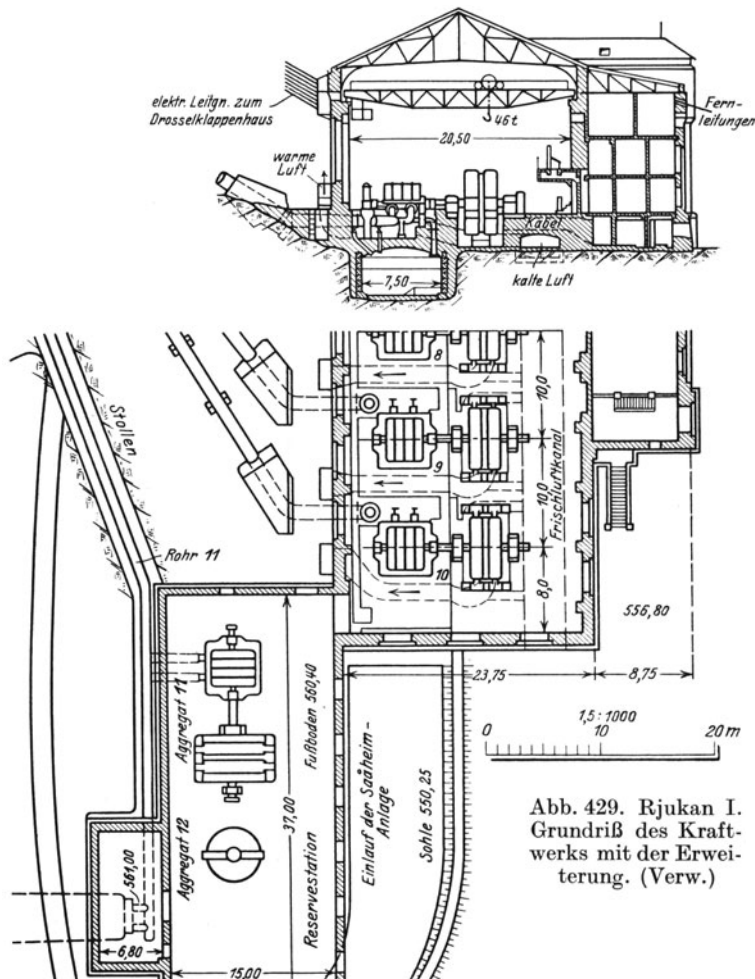 elektr. Leitgn. zum
Drosselklappenhaus
Fern-
leitungen
46t
20,50
warme
Luft
Kabel
7,50
kalte Luft
Stollen
8
10,0
9
10,0
Frischluftkanal
Rohr 11
10
8,0
556,80
23,75
8,75
Aggregat 11
Fußboden 560,40
1,5:1000
0
10
20 m
37,00
Einlauf der Saåheim-
Anlage
Sohle 550,25
Aggregat 12
Reservestation
561,00
6,80
15,00
Abb. 429. Rjukan I.
Grundriß des Kraft-
werks mit der Erwei-
terung. (Verw.)